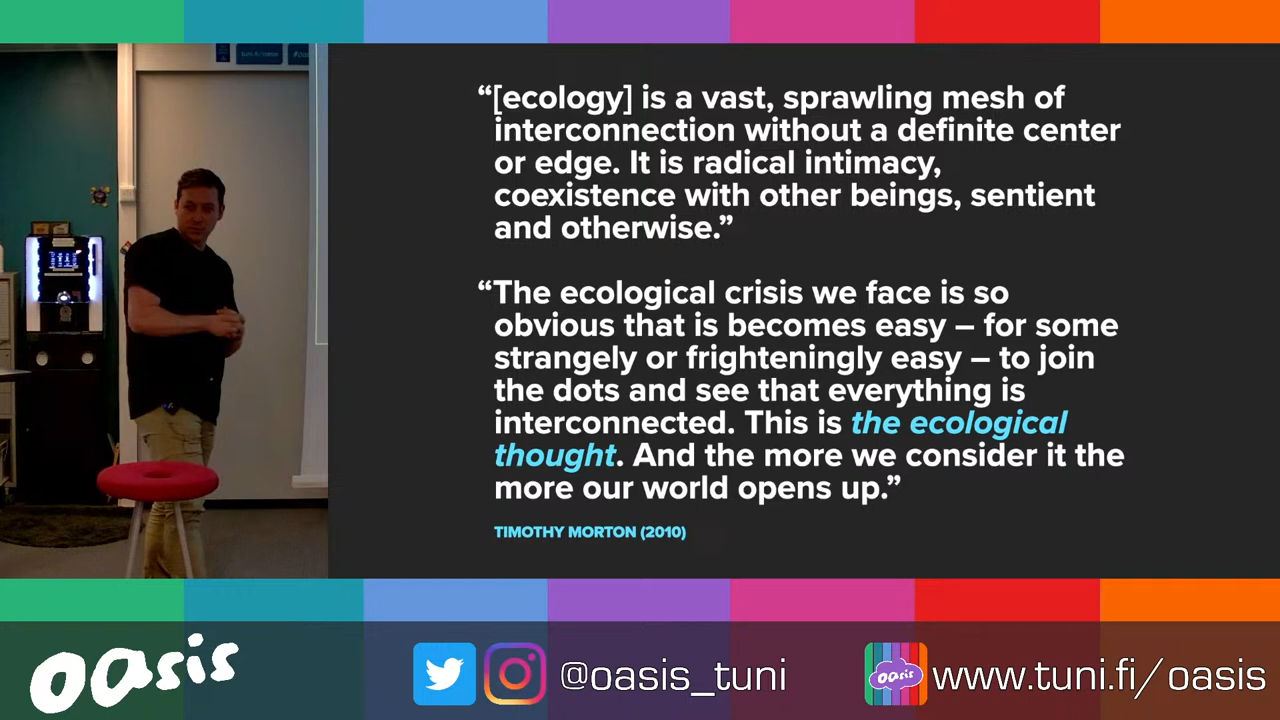 “[ecology] is a vast, sprawling mesh of
interconnection without a definite center
or edge. It is radical intimacy,
coexistence with other beings, sentient
and otherwise.”
“The ecological crisis we face is so
obvious that is becomes easy – for some
strangely or frighteningly easy – to join
the dots and see that everything is
interconnected. This is the ecological
thought. And the more we consider it the
more our world opens up.”
TIMOTHY MORTON (2010)
oasis
@oasis_tuni
oasis
www.tuni.fi/oasis